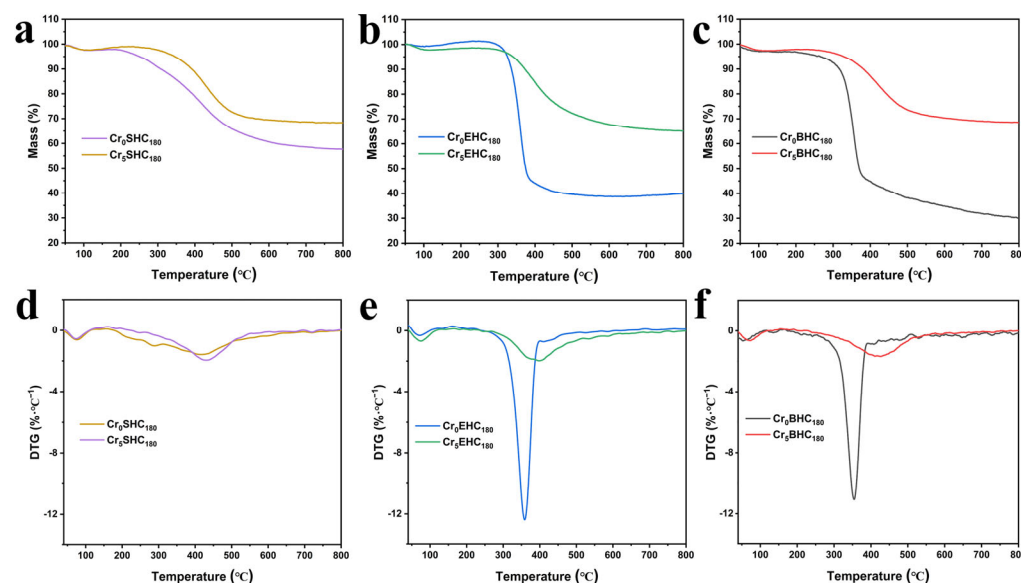 a
110
100
90
80
70
60
50
40
30
20
Mass (%)
Cr₀SHC₁₈₀
Cr₅SHC₁₈₀
100 200 300 400 500 600 700 800
Temperature (℃)
b
110
100
90
80
70
60
50
40
30
20
Mass (%)
Cr₀EHC₁₈₀
Cr₅EHC₁₈₀
100 200 300 400 500 600 700 800
Temperature (℃)
c
110
100
90
80
70
60
50
40
30
20
Mass (%)
Cr₀BHC₁₈₀
Cr₅BHC₁₈₀
100 200 300 400 500 600 700 800
Temperature (℃)
d
0
-4
-8
-12
DTG (%·℃⁻¹)
Cr₀SHC₁₈₀
Cr₅SHC₁₈₀
100 200 300 400 500 600 700 800
Temperature (℃)
e
0
-4
-8
-12
DTG (%·℃⁻¹)
Cr₀EHC₁₈₀
Cr₅EHC₁₈₀
100 200 300 400 500 600 700 800
Temperature (℃)
f
0
-4
-8
-12
DTG (%·℃⁻¹)
Cr₀BHC₁₈₀
Cr₅BHC₁₈₀
100 200 300 400 500 600 700 800
Temperature (℃)